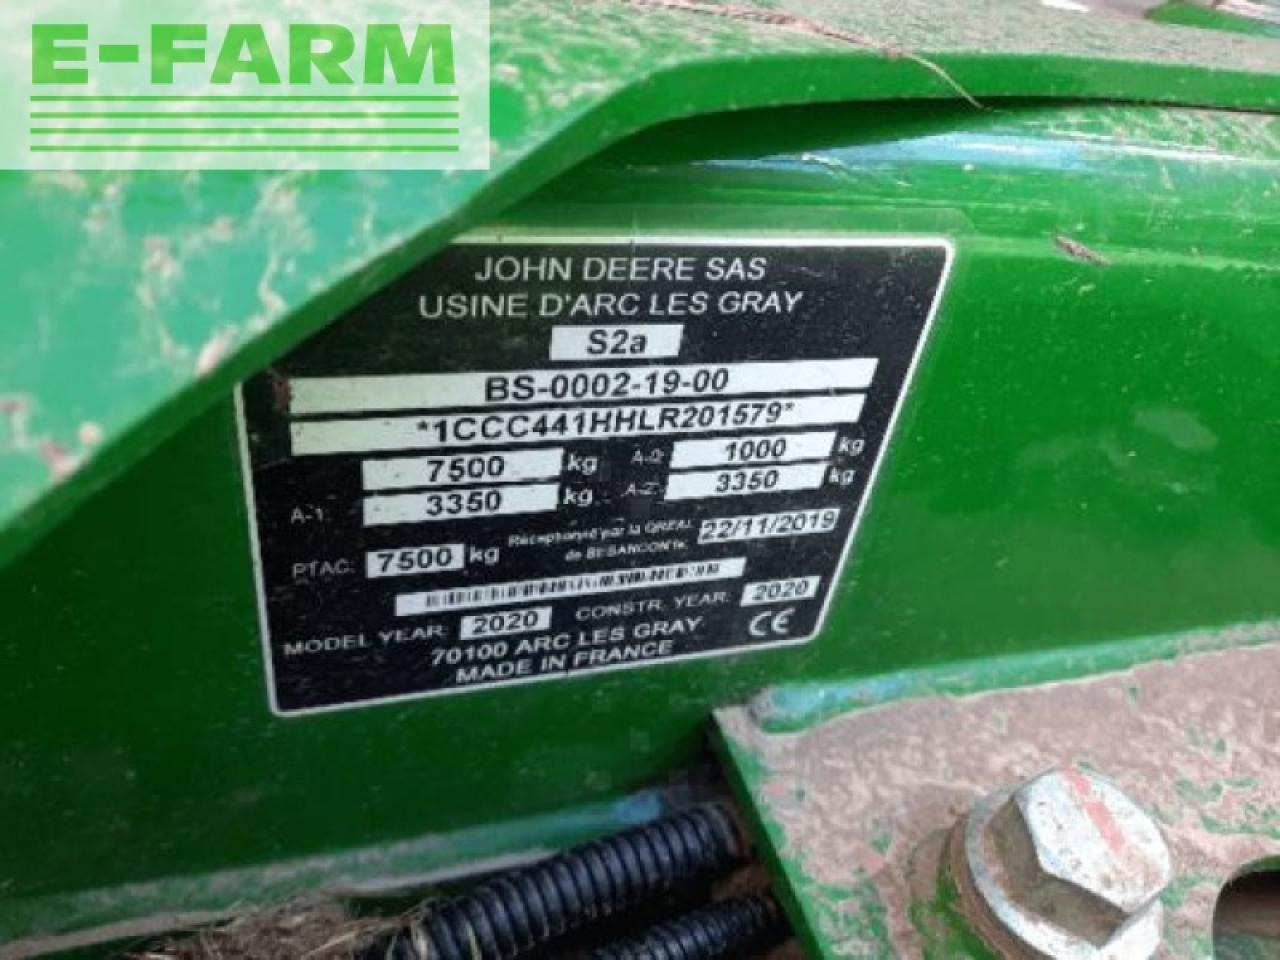 E-FARM
JOHN DEERE SAS
USINE D'ARC LES GRAY
S2a
BS-0002-19-00
*1CCC441HHLR201579*
7500 kg A-0: 1000 kg
A-1: 3350 kg A-2: 3350 kg
PTAC: 7500 kg Réceptionné par la DREAL 22/11/2019
de BESANCON le,
MODEL YEAR: 2020 CONSTR. YEAR: 2020
70100 ARC LES GRAY CE
MADE IN FRANCE